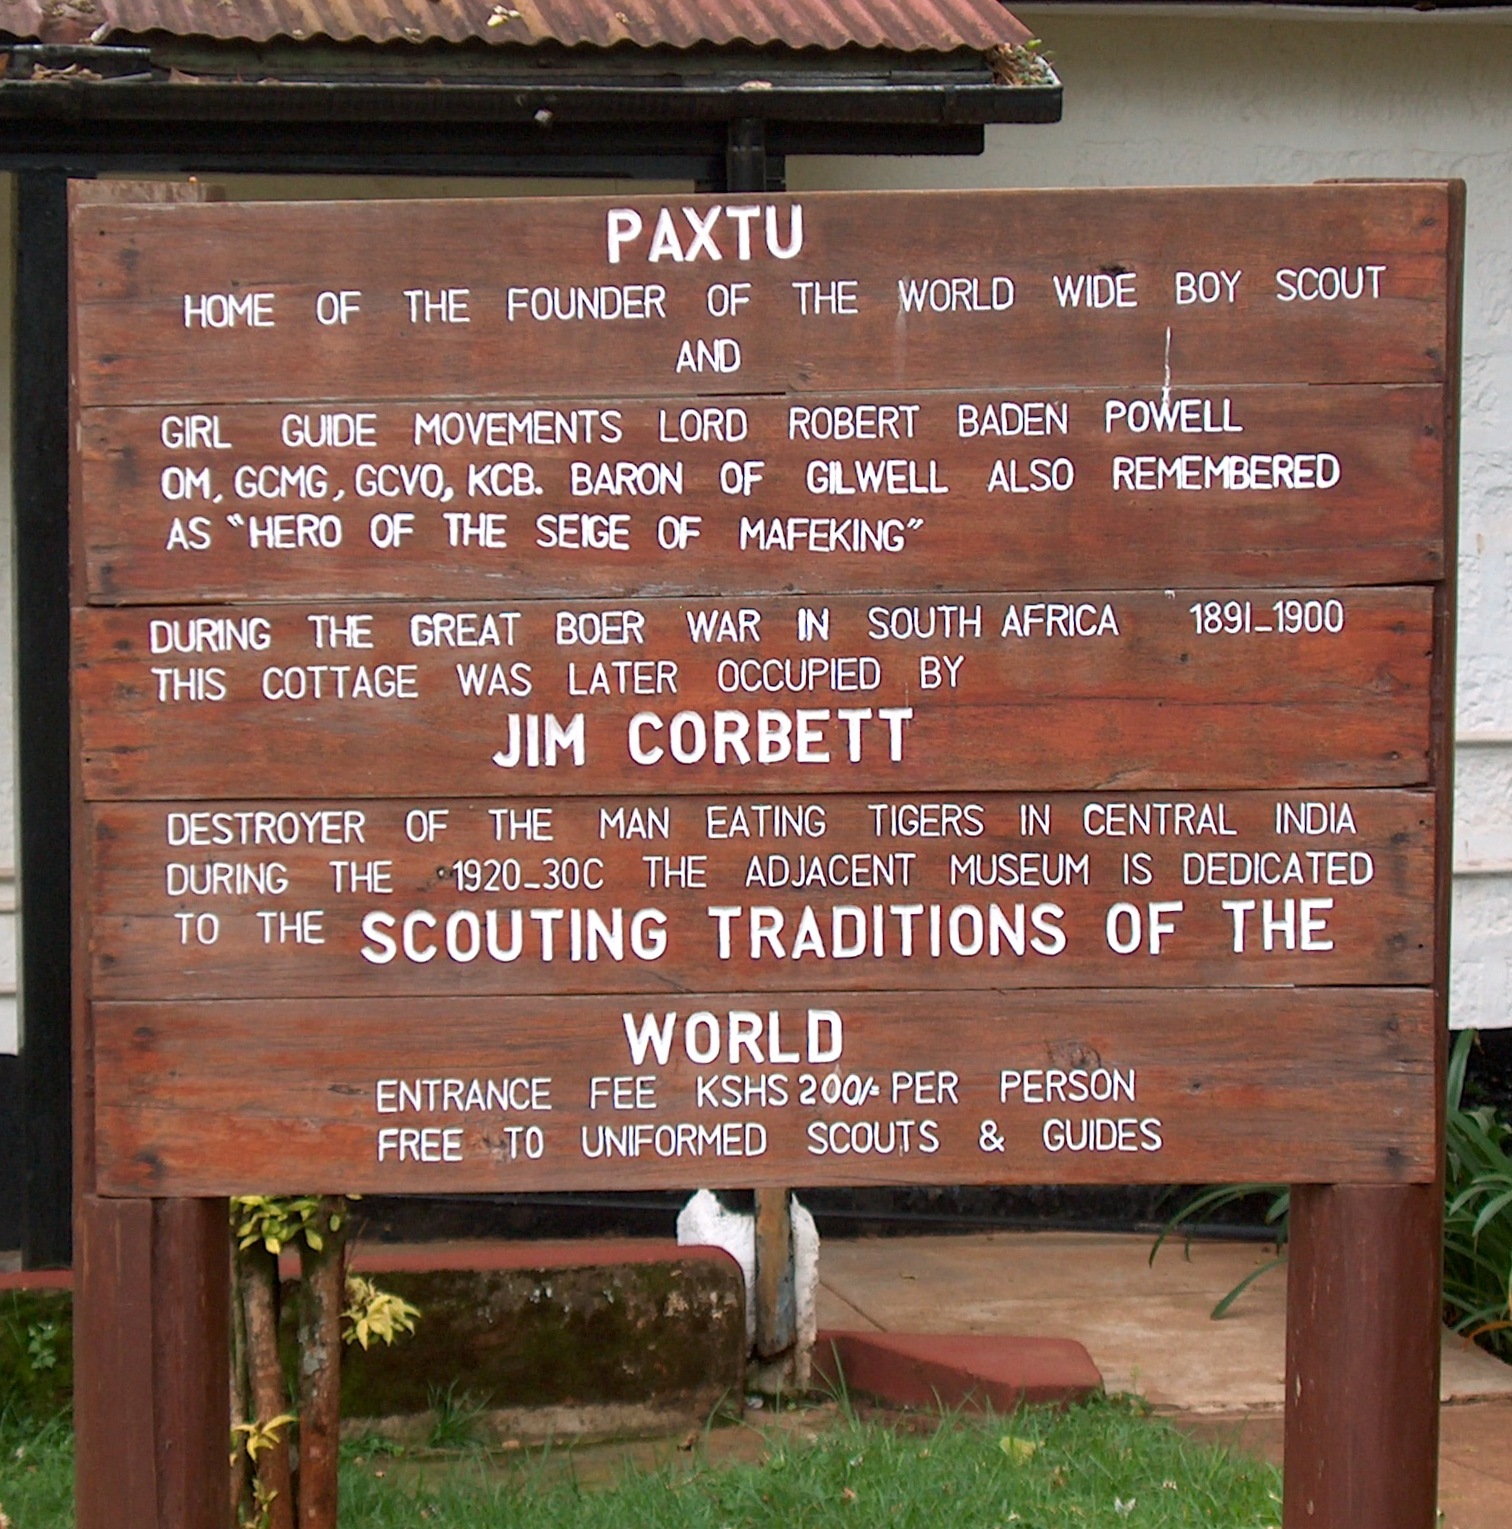 PAXTU
HOME OF THE FOUNDER OF THE WORLD WIDE BOY SCOUT
AND
GIRL GUIDE MOVEMENTS LORD ROBERT BADEN POWELL
OM, GCMG, GCVO, KCB. BARON OF GILWELL ALSO REMEMBERED
AS "HERO OF THE SEIGE OF MAFEKING"
DURING THE GREAT BOER WAR IN SOUTH AFRICA 1891_1900
THIS COTTAGE WAS LATER OCCUPIED BY
JIM CORBETT
DESTROYER OF THE MAN EATING TIGERS IN CENTRAL INDIA
DURING THE 1920_30C THE ADJACENT MUSEUM IS DEDICATED
TO THE SCOUTING TRADITIONS OF THE
WORLD
ENTRANCE FEE KSHS 200/= PER PERSON
FREE TO UNIFORMED SCOUTS & GUIDES